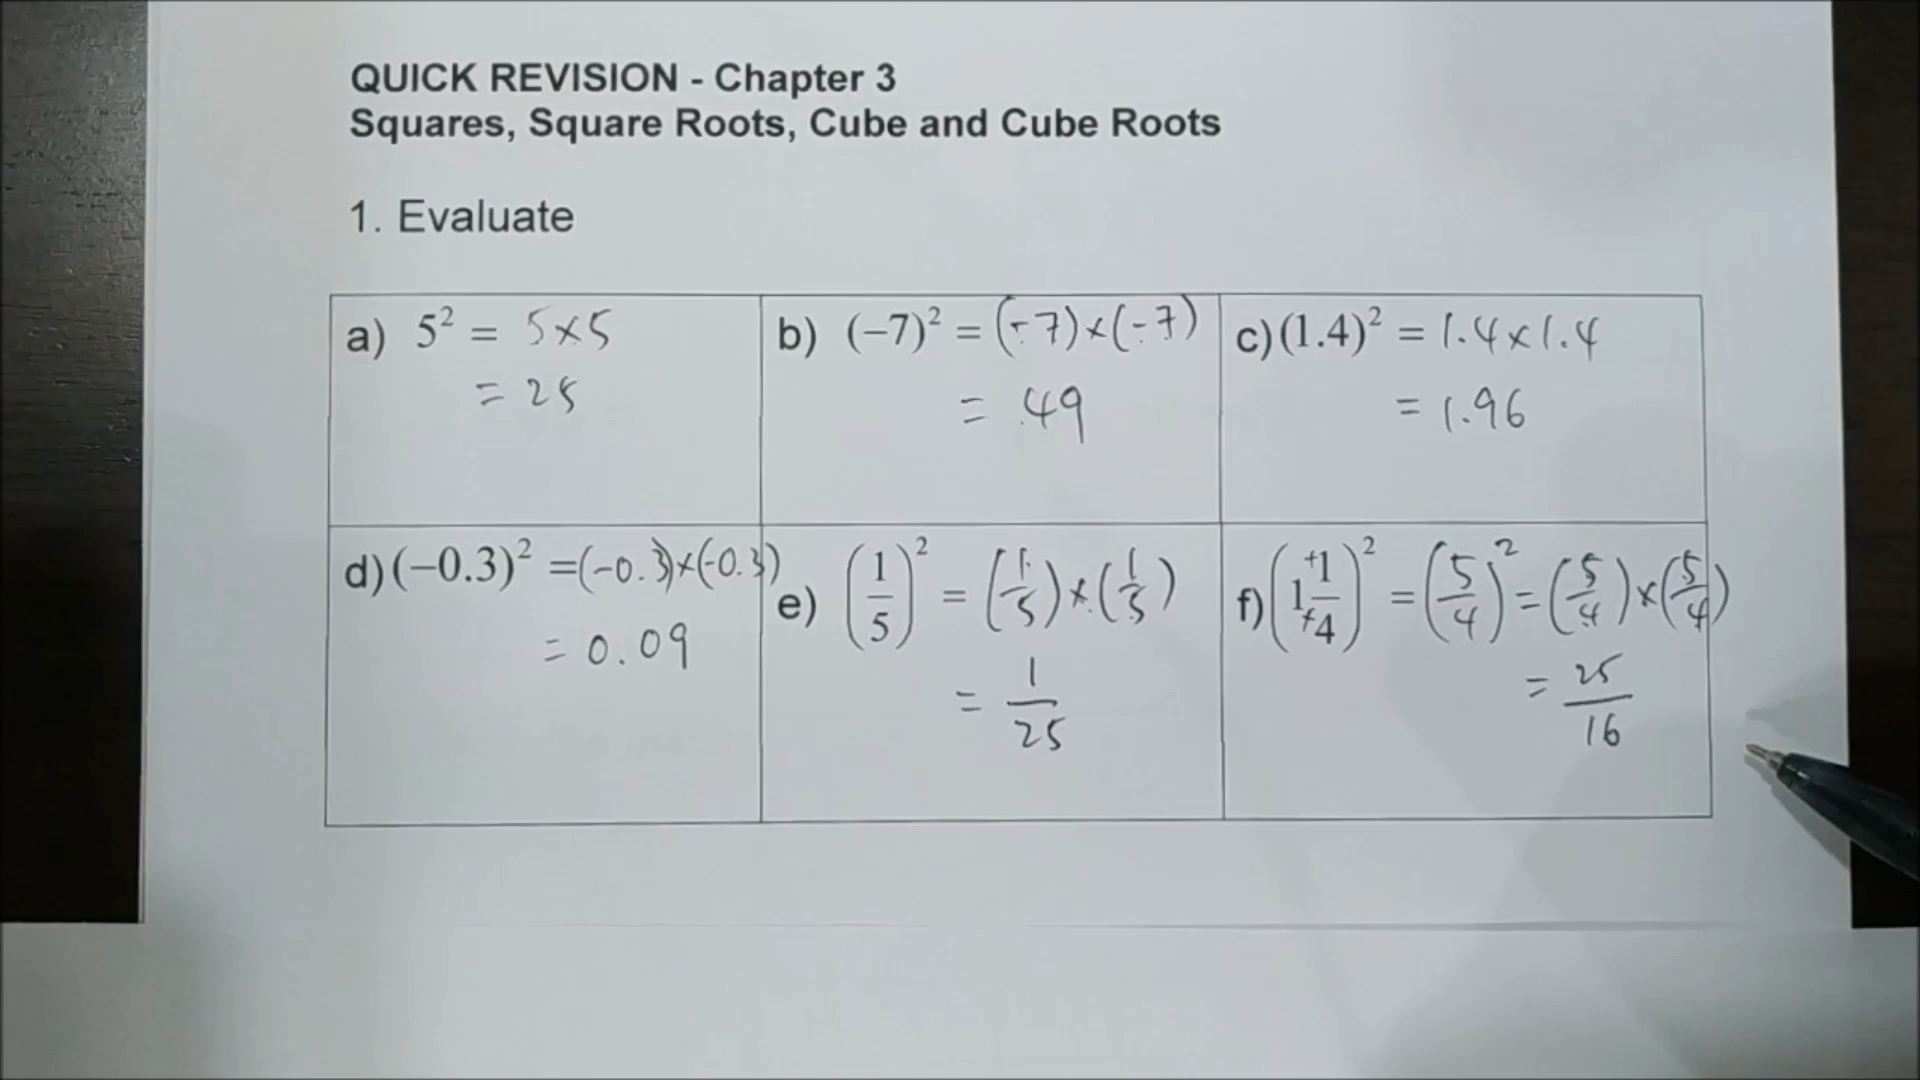 QUICK REVISION - Chapter 3
Squares, Square Roots, Cube and Cube Roots
1. Evaluate
a) 5² = 5×5
= 25
b) (−7)² = (-7)×(-7)
= 49
c) (1.4)² = 1.4×1.4
= 1.96
d) (−0.3)² = (-0.3)×(-0.3)
= 0.09
e) (1/5)² = (1/5)×(1/5)
= 1/25
f) (1 +1/×4)² = (5/4)² = (5/4)×(5/4)
= 25/16